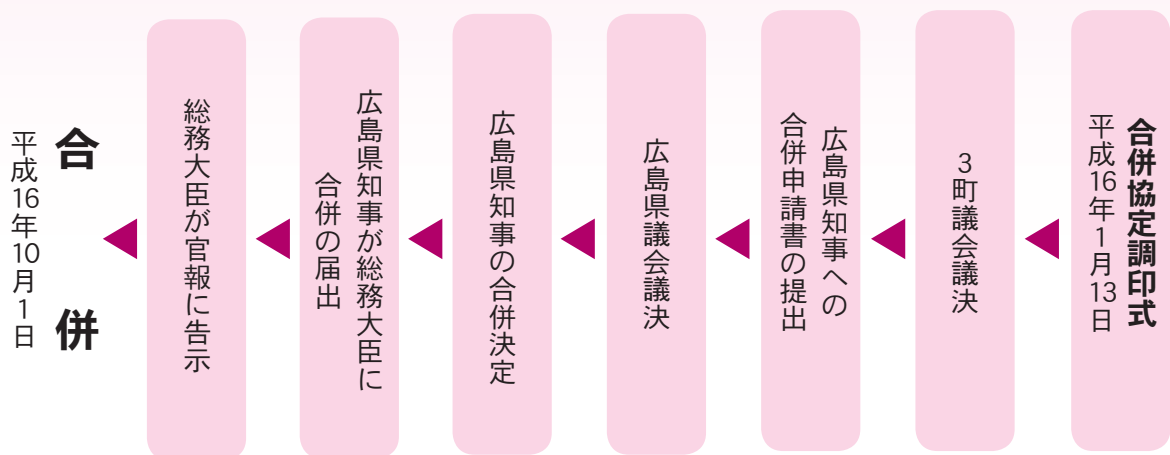 合併協定調印式
平成16年1月13日
3町議会議決
広島県知事への
合併申請書の提出
広島県議会議決
広島県知事の合併決定
広島県知事が総務大臣に
合併の届出
総務大臣が官報に告示
合併
平成16年10月1日